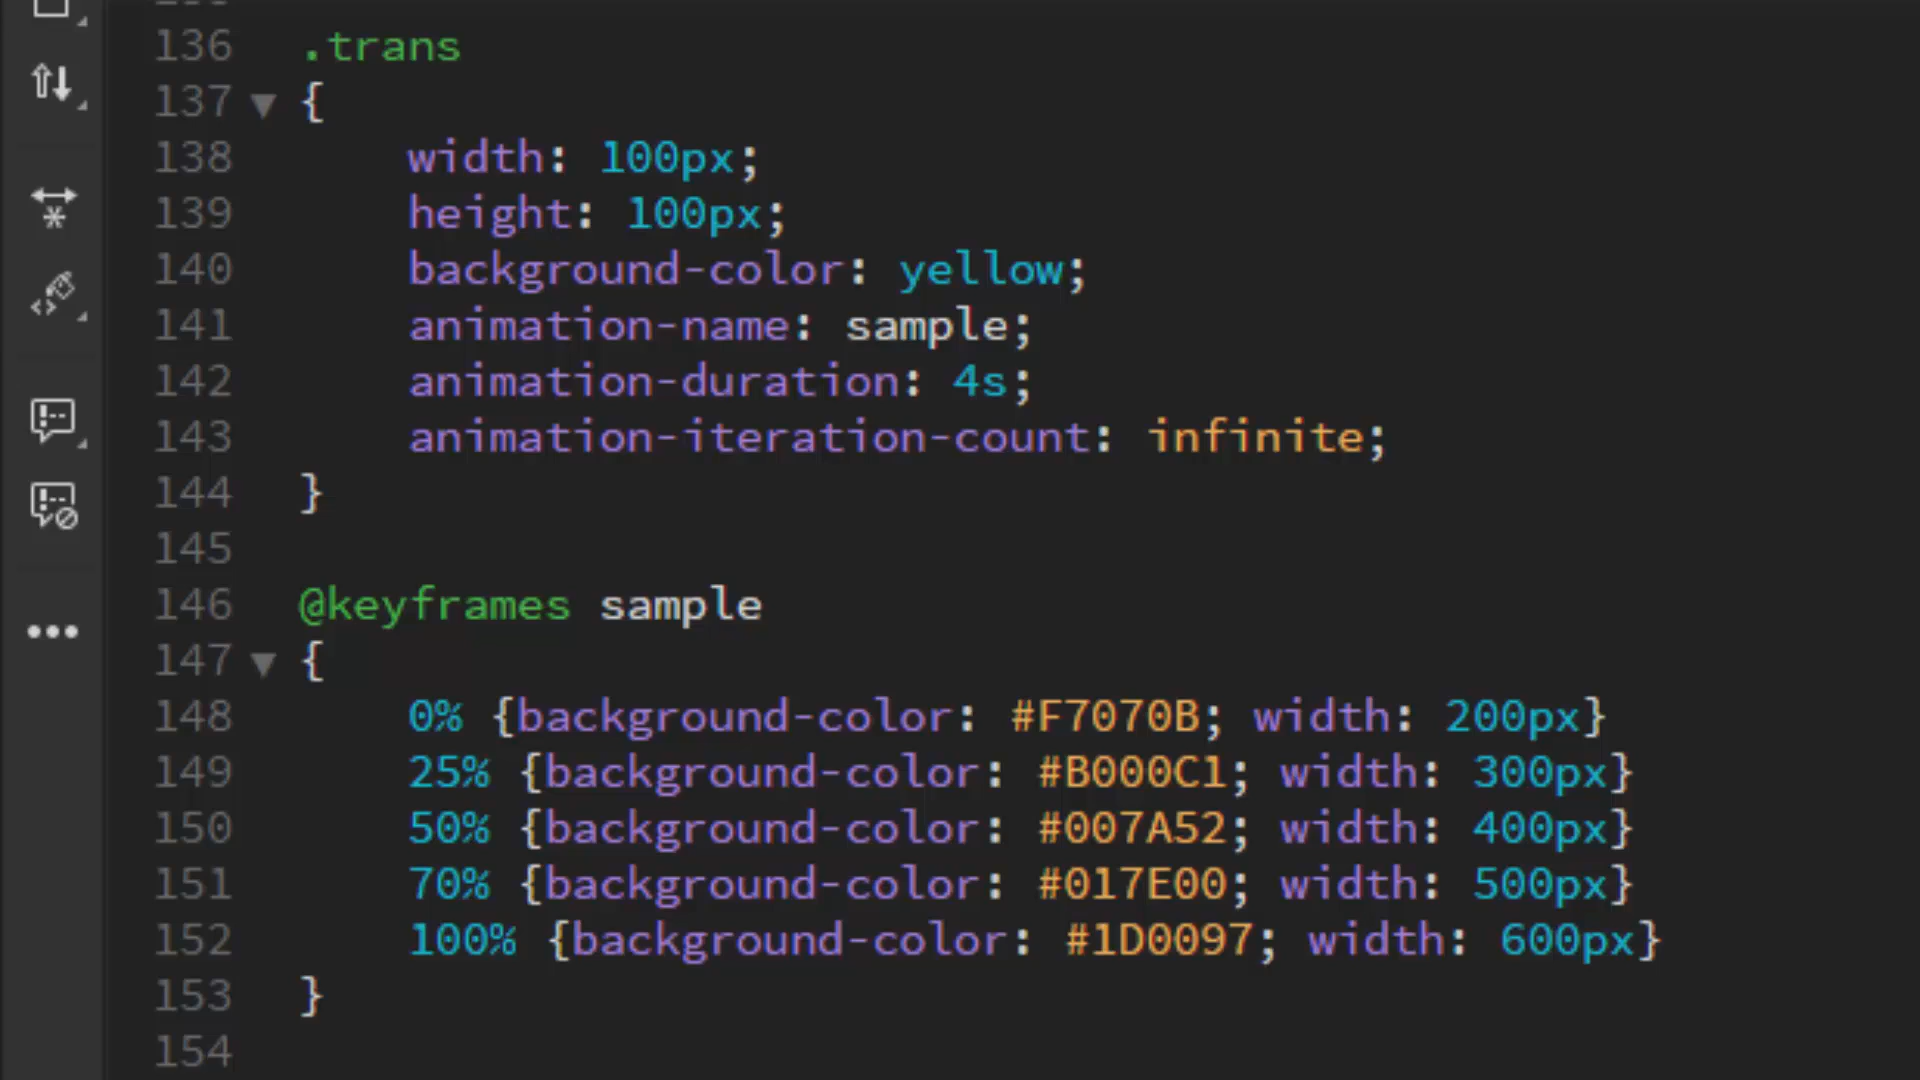 136 .trans
137 {
138 width: 100px;
139 height: 100px;
140 background-color: yellow;
141 animation-name: sample;
142 animation-duration: 4s;
143 animation-iteration-count: infinite;
144 }
145
146 @keyframes sample
147 {
148 0% {background-color: #F7070B; width: 200px}
149 25% {background-color: #B000C1; width: 300px}
150 50% {background-color: #007A52; width: 400px}
151 70% {background-color: #017E00; width: 500px}
152 100% {background-color: #1D0097; width: 600px}
153 }
154